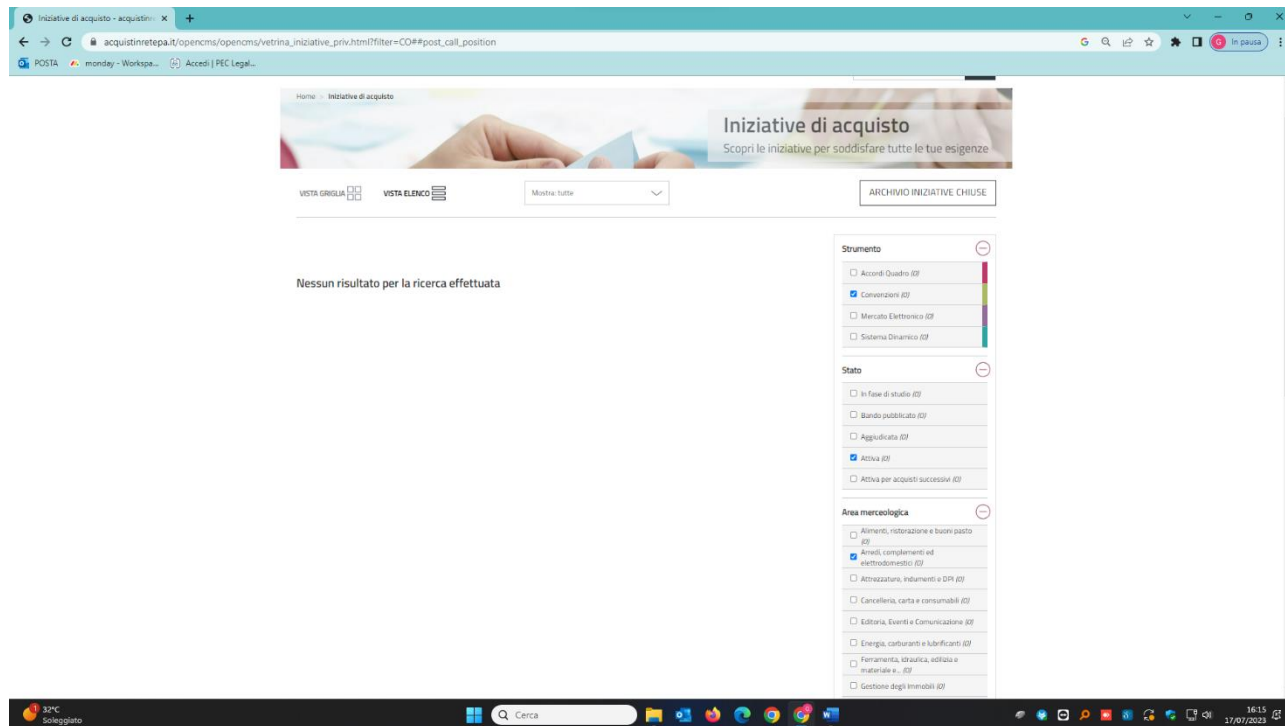 Iniziative di acquisto - acquistinre
acquistinretepa.it/opencms/opencms/vetrina_iniziative_priv.html?filter=CO##post_call_position
In pausa
POSTA monday - Workspa... Accedi | PEC Legal...
Home > Iniziative di acquisto
Iniziative di acquisto
Scopri le iniziative per soddisfare tutte le tue esigenze
VISTA GRIGLIA VISTA ELENCO Mostra: tutte ARCHIVIO INIZIATIVE CHIUSE
Nessun risultato per la ricerca effettuata
Strumento
Accordi Quadro (0)
Convenzioni (0)
Mercato Elettronico (0)
Sistema Dinamico (0)
Stato
In fase di studio (0)
Bando pubblicato (0)
Aggiudicata (0)
Attiva (0)
Attiva per acquisti successivi (0)
Area merceologica
Alimenti, ristorazione e buoni pasto
(0)
Arredi, complementi ed
elettrodomestici (0)
Attrezzature, indumenti e DPI (0)
Cancelleria, carta e consumabili (0)
Editoria, Eventi e Comunicazione (0)
Energia, carburanti e lubrificanti (0)
Ferramenta, idraulica, edilizia e
materiale e... (0)
Gestione degli Immobili (0)
32°C
Soleggiato
Cerca
16:15
17/07/2023